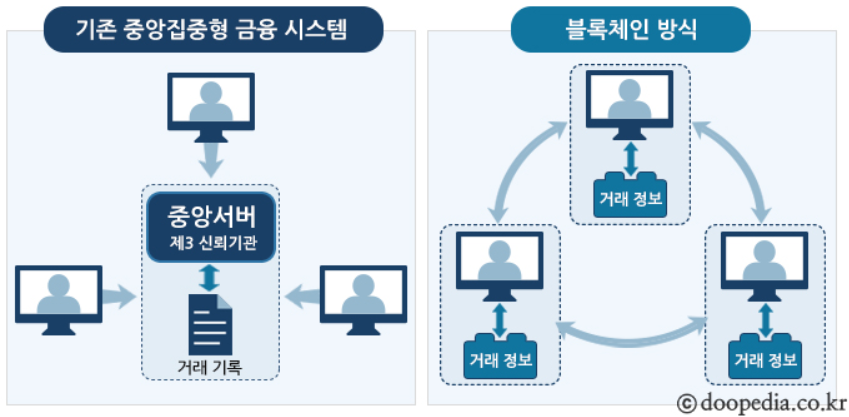 기존 중앙집중형 금융 시스템
중앙서버
제3 신뢰기관
거래 기록
블록체인 방식
거래 정보
거래 정보
거래 정보
ⓒdoopedia.co.kr